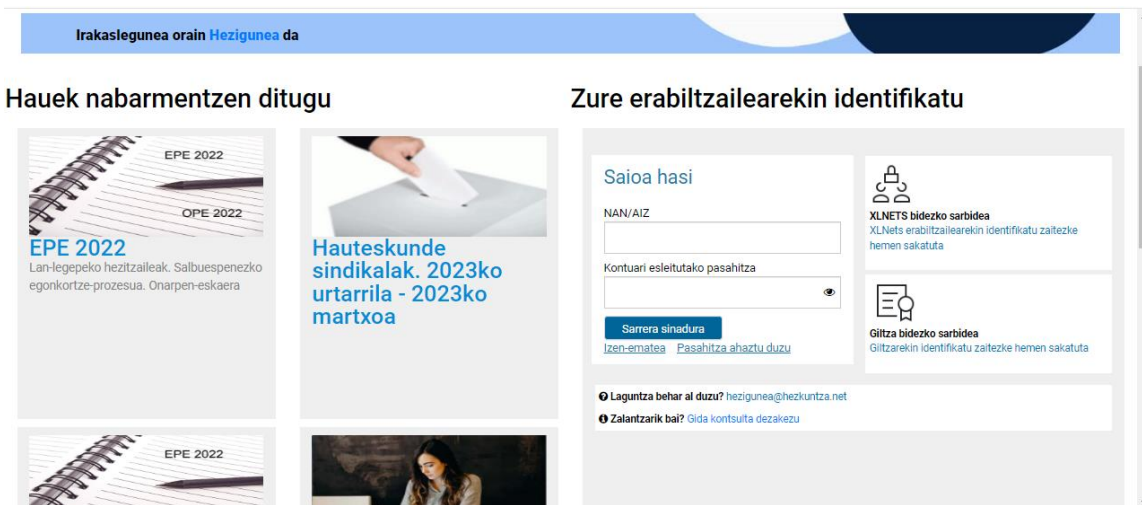 Irakaslegunea orain Hezigunea da
Hauek nabarmentzen ditugu
EPE 2022
OPE 2022
EPE 2022
Lan-legepeko hezitzaileak. Salbuespenezko
egonkortze-prozesua. Onarpen-eskaera
Hauteskunde
sindikalak. 2023ko
urtarrila - 2023ko
martxoa
EPE 2022
Zure erabiltzailearekin identifikatu
Saioa hasi
NAN/AIZ
Kontuari esleitutako pasahitza
Sarrera sinadura
Izen-ematea Pasahitza ahaztu duzu
XLNETS bidezko sarbidea
XLNets erabiltzailearekin identifikatu zaitezke
hemen sakatuta
Giltza bidezko sarbidea
Giltzarekin identifikatu zaitezke hemen sakatuta
Laguntza behar al duzu? hezigunea@hezkuntza.net
Zalantzarik bai? Gida kontsulta dezakezu